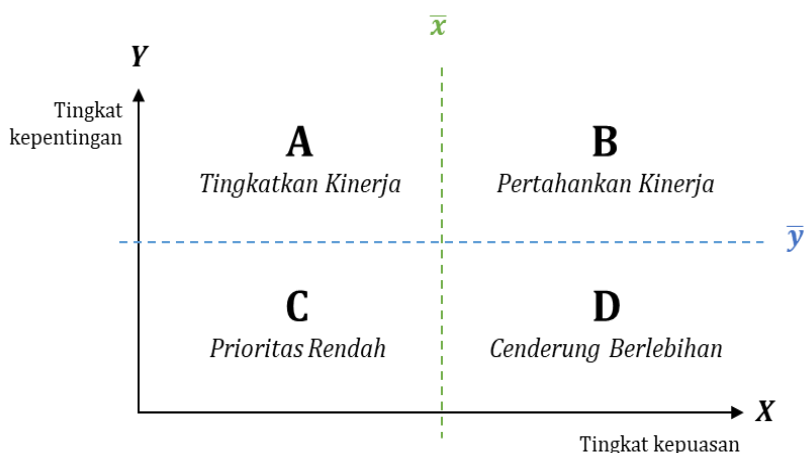 x̅
Y
Tingkat
kepentingan
A
Tingkatkan Kinerja
B
Pertahankan Kinerja
y̅
C
Prioritas Rendah
D
Cenderung Berlebihan
X
Tingkat kepuasan